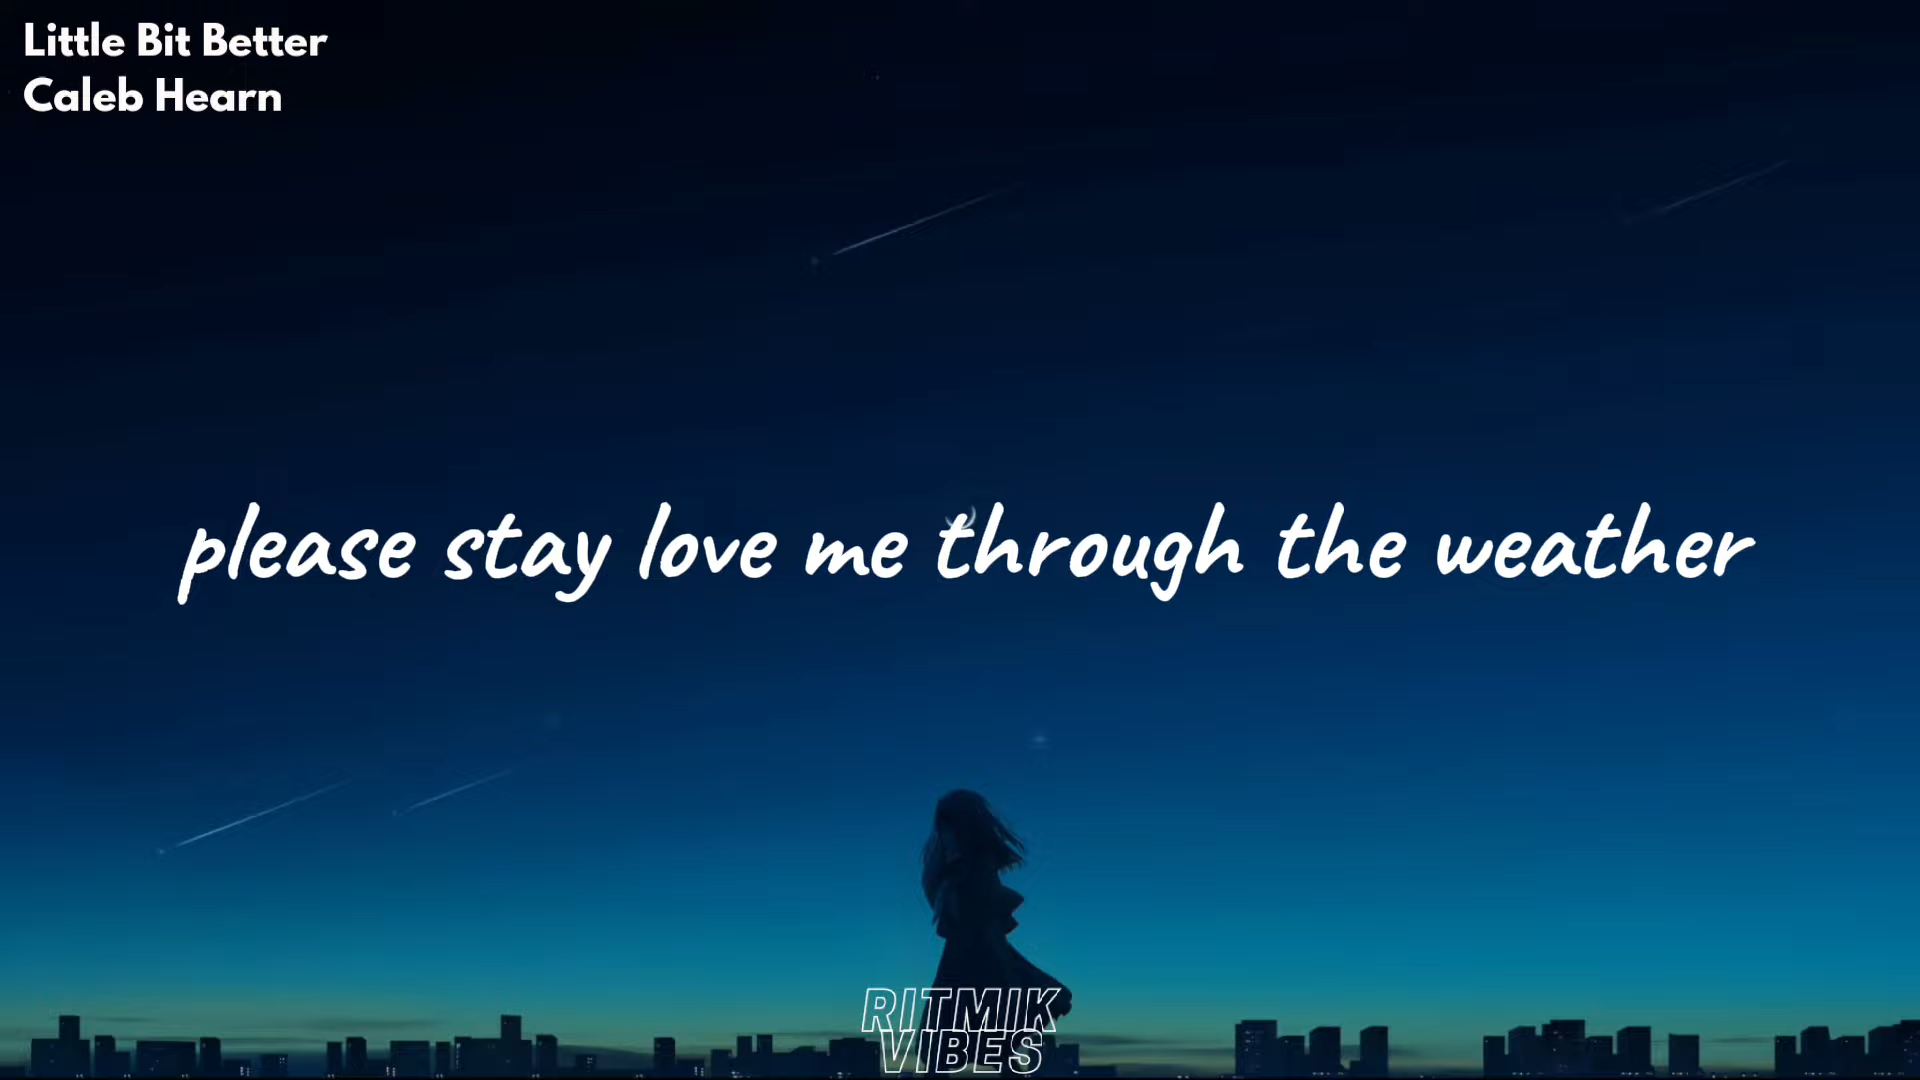 Little Bit Better
Caleb Hearn
please stay love me through the weather
RITMIK
VIBES